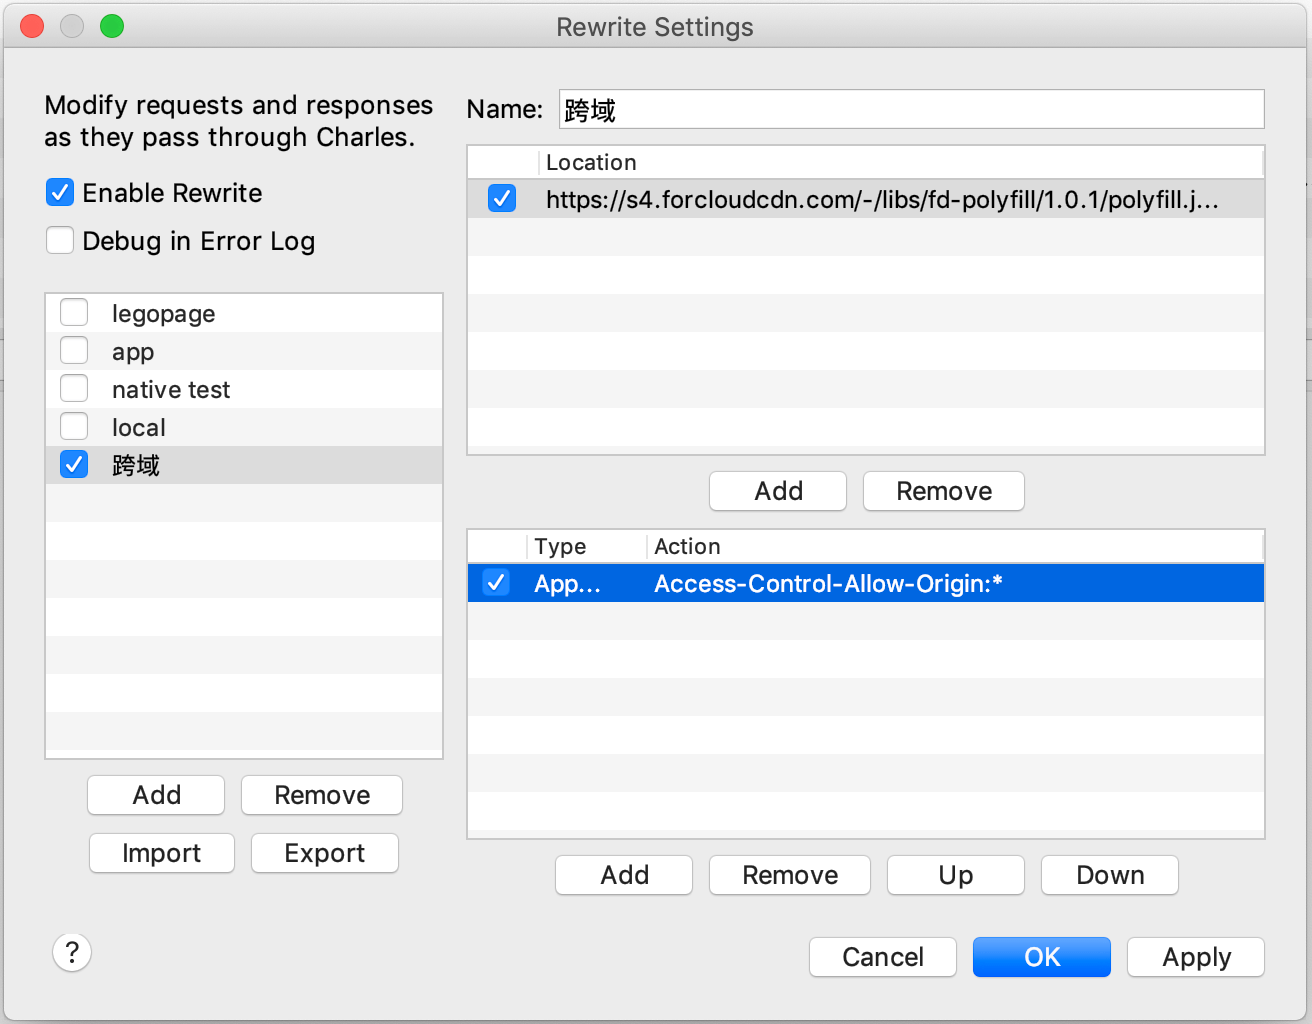 Rewrite Settings
Modify requests and responses
as they pass through Charles.
Enable Rewrite
Debug in Error Log
legopage
app
native test
local
跨域
Add Remove
Import Export
?
Name: 跨域
Location
https://s4.forcloudcdn.com/-/libs/fd-polyfill/1.0.1/polyfill.j...
Add Remove
Type Action
App... Access-Control-Allow-Origin:*
Add Remove Up Down
Cancel OK Apply